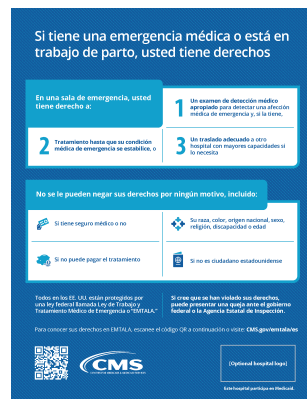 Si tiene una emergencia médica o está en
trabajo de parto, usted tiene derechos
En una sala de emergencia, usted
tiene derecho a:
1 Un examen de detección médico
apropiado para detectar una afección
médica de emergencia y, si la tiene,
2 Tratamiento hasta que su condición
médica de emergencia se estabilice, o
3 Un traslado adecuado a otro
hospital con mayores capacidades si
lo necesita
No se le pueden negar sus derechos por ningún motivo, incluido:
Si tiene seguro médico o no
Su raza, color, origen nacional, sexo,
religión, discapacidad o edad
Si no puede pagar el tratamiento
Si no es ciudadano estadounidense
Todos en los EE. UU. están protegidos por
una ley federal llamada Ley de Trabajo y
Tratamiento Médico de Emergencia o “EMTALA.”
Si cree que se han violado sus derechos,
puede presentar una queja ante el gobierno
federal o la Agencia Estatal de Inspección.
Para conocer sus derechos en EMTALA, escanee el código QR a continuación o visite: CMS.gov/emtala/es
CMS
[Optional hospital logo]
Este hospital participa en Medicaid.